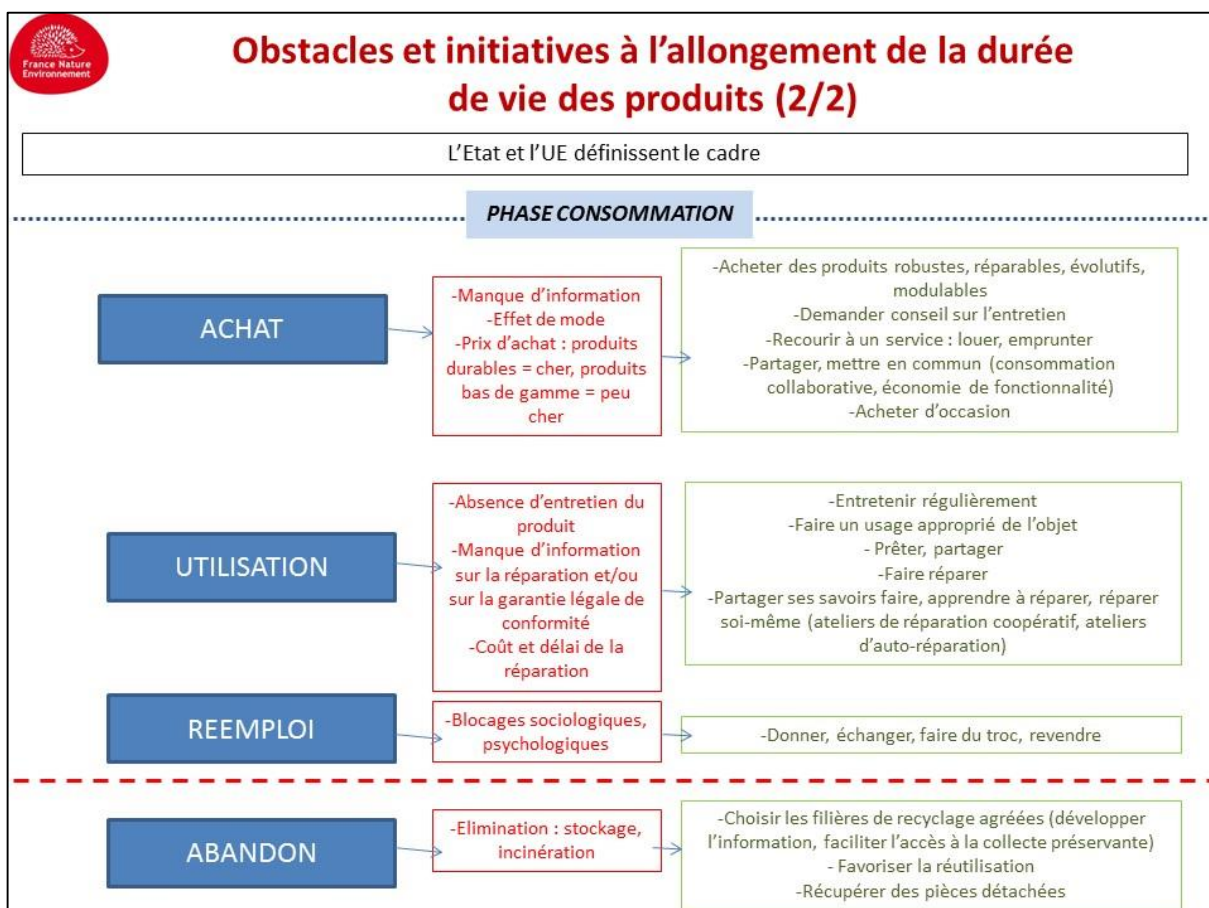 France Nature
Environnement
Obstacles et initiatives à l'allongement de la durée
de vie des produits (2/2)
L'Etat et l'UE définissent le cadre
PHASE CONSOMMATION
ACHAT
-Manque d'information
-Effet de mode
-Prix d'achat : produits
durables = cher, produits
bas de gamme = peu
cher
-Acheter des produits robustes, réparables, évolutifs,
modulables
-Demander conseil sur l'entretien
-Recourir à un service : louer, emprunter
-Partager, mettre en commun (consommation
collaborative, économie de fonctionnalité)
-Acheter d'occasion
UTILISATION
-Absence d'entretien du
produit
-Manque d'information
sur la réparation et/ou
sur la garantie légale de
conformité
-Coût et délai de la
réparation
-Entretenir régulièrement
-Faire un usage approprié de l'objet
- Prêter, partager
-Faire réparer
-Partager ses savoirs faire, apprendre à réparer, réparer
soi-même (ateliers de réparation coopératif, ateliers
d'auto-réparation)
REEMPLOI
-Blocages sociologiques,
psychologiques
-Donner, échanger, faire du troc, revendre
ABANDON
-Elimination : stockage,
incinération
-Choisir les filières de recyclage agréées (développer
l'information, faciliter l'accès à la collecte préservante)
- Favoriser la réutilisation
-Récupérer des pièces détachées